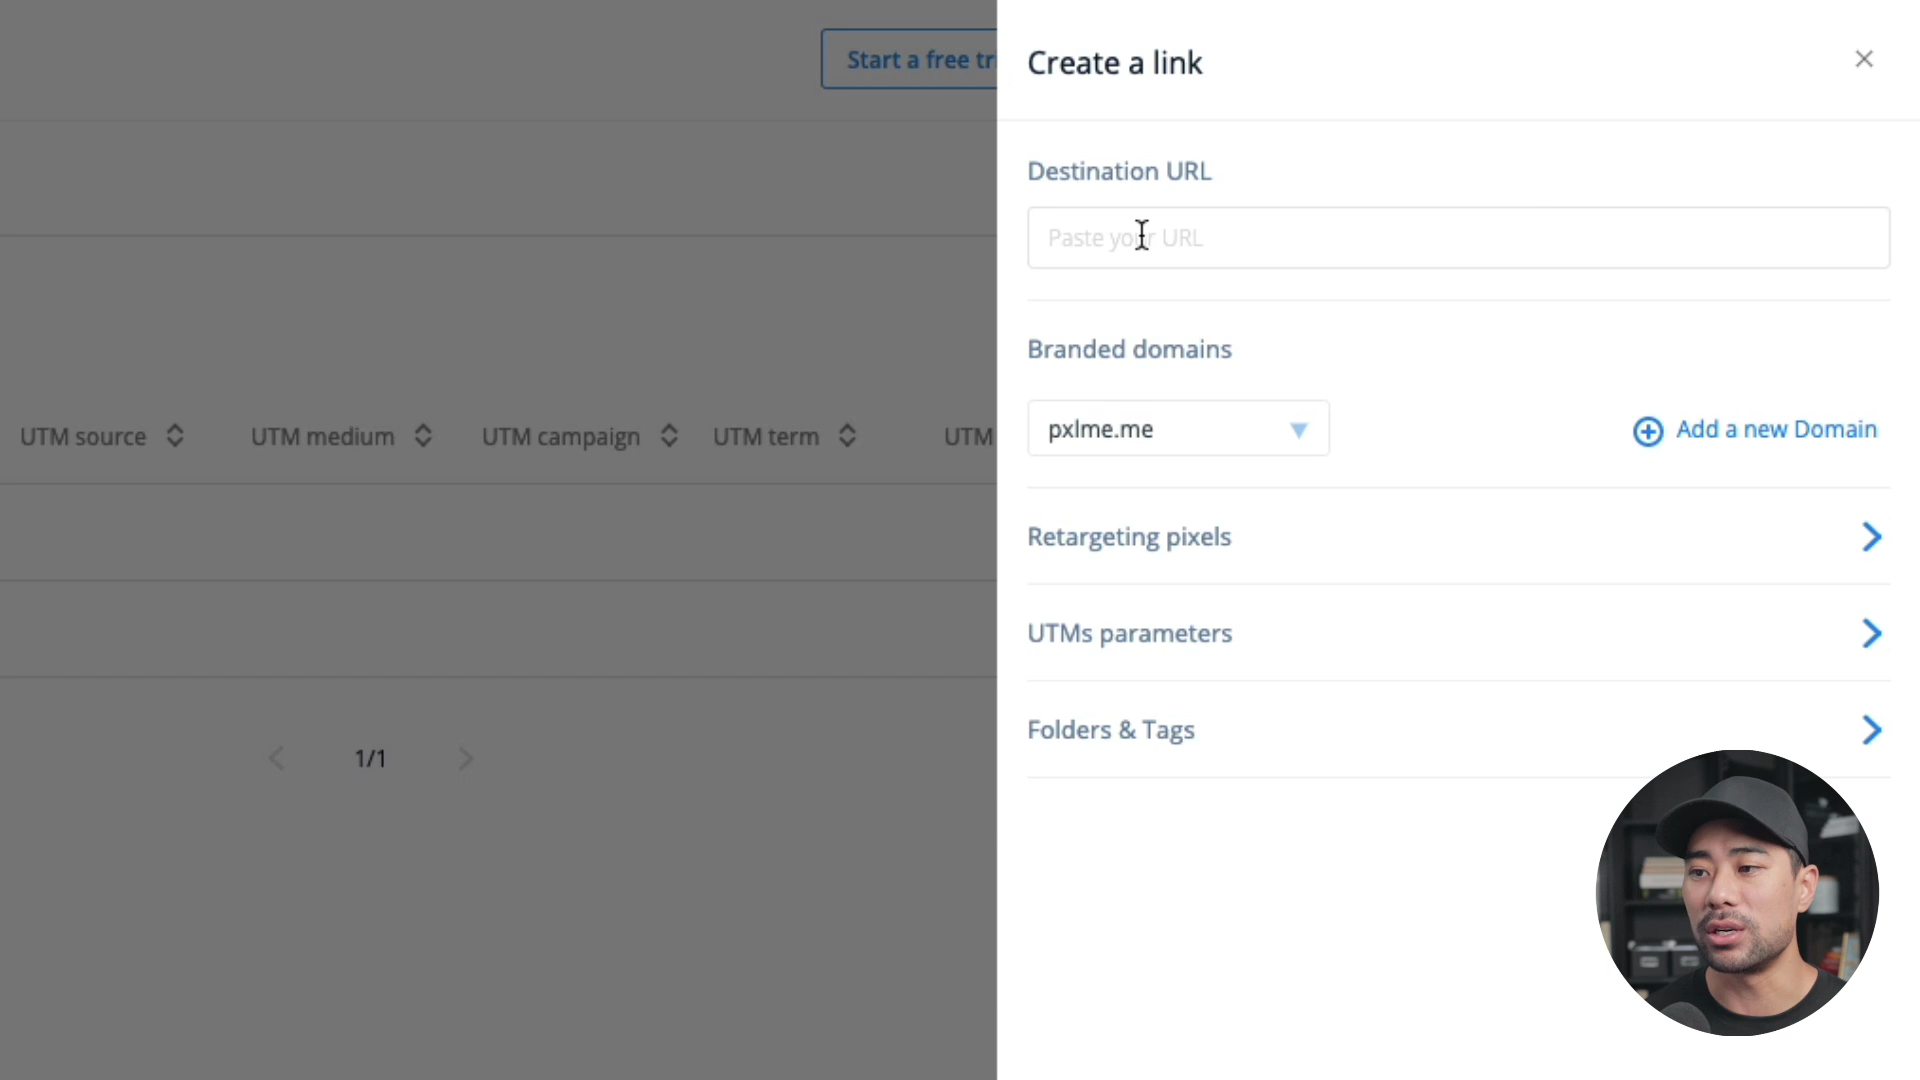 Start a free tri
Create a link
Destination URL
Paste your URL
Branded domains
pxlme.me
Add a new Domain
UTM source
UTM medium
UTM campaign
UTM term
UTM
Retargeting pixels
UTMs parameters
Folders & Tags
1/1